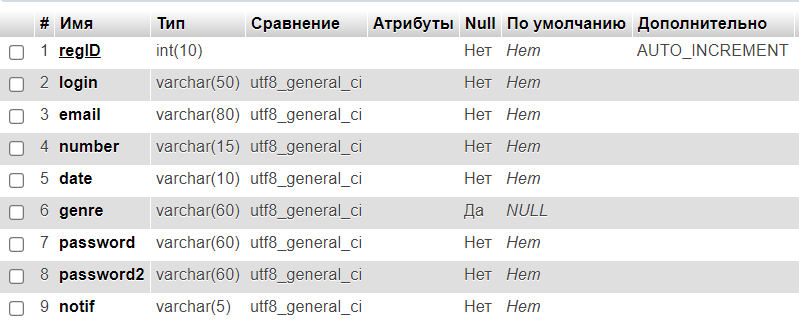 # Имя Тип Сравнение Атрибуты Null По умолчанию Дополнительно
1 regID int(10) Нет Нет AUTO_INCREMENT
2 login varchar(50) utf8_general_ci Нет Нет
3 email varchar(80) utf8_general_ci Нет Нет
4 number varchar(15) utf8_general_ci Нет Нет
5 date varchar(10) utf8_general_ci Нет Нет
6 genre varchar(60) utf8_general_ci Да NULL
7 password varchar(60) utf8_general_ci Нет Нет
8 password2 varchar(60) utf8_general_ci Нет Нет
9 notif varchar(5) utf8_general_ci Нет Нет